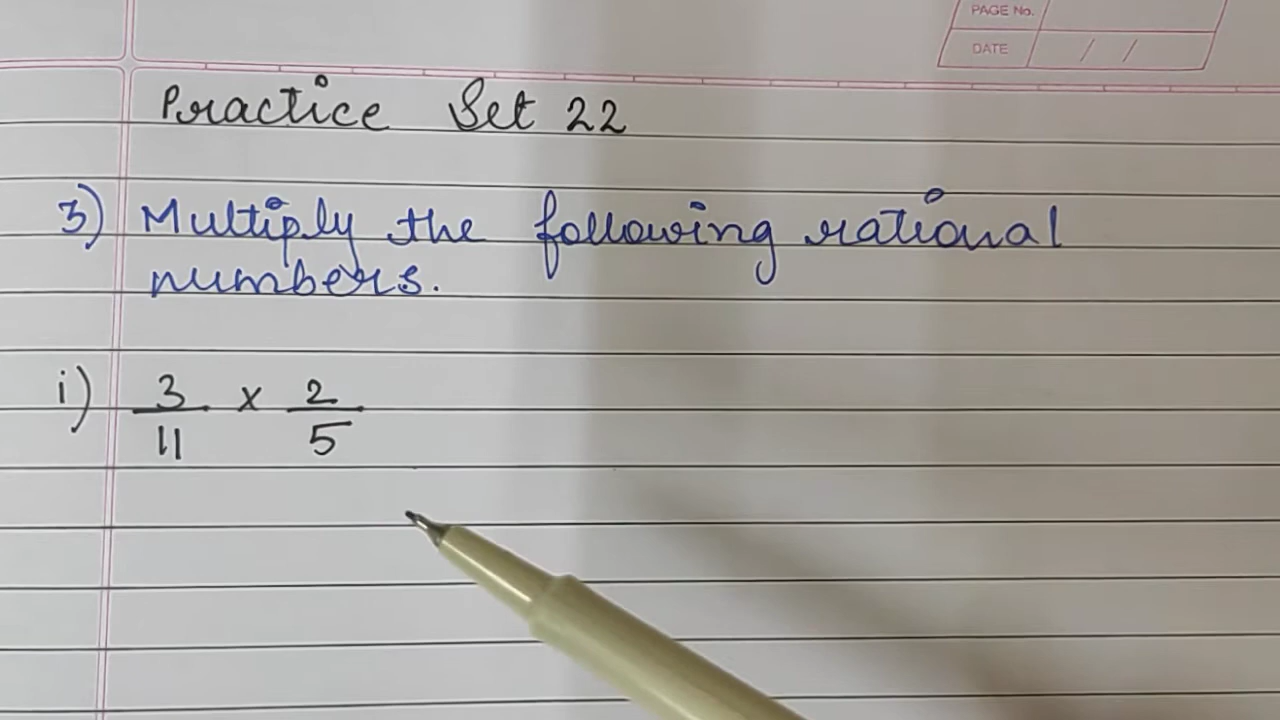 PAGE No.
DATE / /
Practice Set 22
3) Multiply the following rational
numbers.
i) 3/11 × 2/5